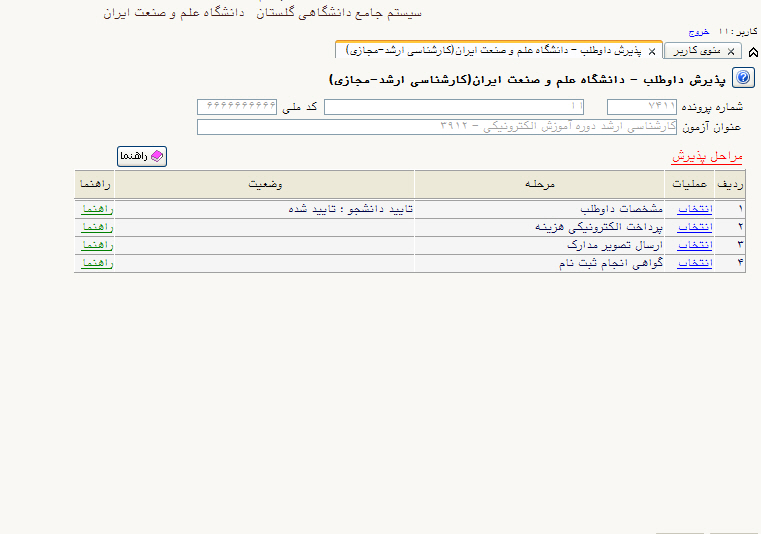 سیستم جامع دانشگاهی گلستان   دانشگاه علم و صنعت ایران
کاربر: ۱۱   خروج
منوی کاربر   پذیرش داوطلب - دانشگاه علم و صنعت ایران(کارشناسی ارشد-مجازی)
پذیرش داوطلب - دانشگاه علم و صنعت ایران(کارشناسی ارشد-مجازی)
شماره پرونده ۷۴۱۱   ۱۱   کد ملی ۶۶۶۶۶۶۶۶۶۶
عنوان آزمون کارشناسی ارشد دوره آموزش الکترونیکی - ۳۹۱۲
مراحل پذیرش   راهنما
ردیف   عملیات   مرحله   وضعیت   راهنما
۱   انتخاب   مشخصات داوطلب   تایید دانشجو : تایید شده   راهنما
۲   انتخاب   پرداخت الکترونیکی هزینه   راهنما
۳   انتخاب   ارسال تصویر مدارک   راهنما
۴   انتخاب   گواهی انجام ثبت نام   راهنما